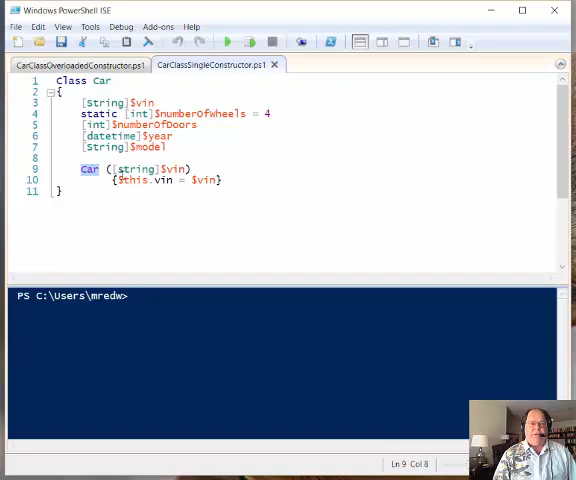 Windows PowerShell ISE
File Edit View Tools Debug Add-ons Help
CarClassOverloadedConstructor.ps1 CarClassSingleConstructor.ps1
1 Class Car
2 {
3 [String]$vin
4 static [int]$numberOfWheels = 4
5 [int]$numberOfDoors
6 [datetime]$year
7 [String]$model
8
9 Car ([string]$vin)
10 {$this.vin = $vin}
11 }
PS C:\Users\mredw>
Ln 9 Col 8